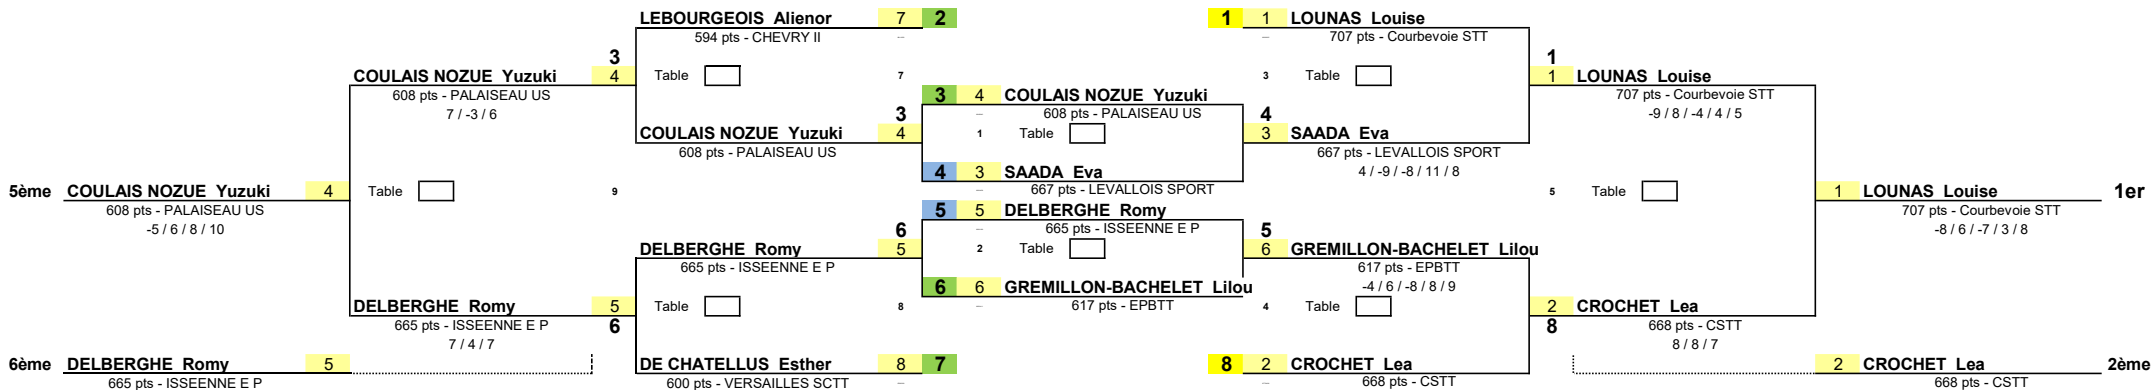 LEBOURGEOIS Alienor 7 2 1 1 LOUNAS Louise
594 pts - CHEVRY II -- -- 707 pts - Courbevoie STT
3 1
COULAIS NOZUE Yuzuki 4 Table 7 3 Table 1 LOUNAS Louise
608 pts - PALAISEAU US 3 4 COULAIS NOZUE Yuzuki 707 pts - Courbevoie STT
7 / -3 / 6 3 -- 608 pts - PALAISEAU US 4 -9 / 8 / -4 / 4 / 5
COULAIS NOZUE Yuzuki 4 1 Table 3 SAADA Eva
608 pts - PALAISEAU US 667 pts - LEVALLOIS SPORT
4 3 SAADA Eva 4 / -9 / -8 / 11 / 8
5ème COULAIS NOZUE Yuzuki 4 Table 9 -- 667 pts - LEVALLOIS SPORT 5 Table 1 LOUNAS Louise 1er
608 pts - PALAISEAU US 5 5 DELBERGHE Romy 707 pts - Courbevoie STT
-5 / 6 / 8 / 10 6 -- 665 pts - ISSEENNE E P 5 -8 / 6 / -7 / 3 / 8
DELBERGHE Romy 5 2 Table 6 GREMILLON-BACHELET Lilou
665 pts - ISSEENNE E P 617 pts - EPBTT
6 6 GREMILLON-BACHELET Lilou -4 / 6 / -8 / 8 / 9
DELBERGHE Romy 5 Table 8 -- 617 pts - EPBTT 4 Table 2 CROCHET Lea
665 pts - ISSEENNE E P 6 8 668 pts - CSTT
7 / 4 / 7 8 / 8 / 7
6ème DELBERGHE Romy 5 DE CHATELLUS Esther 8 7 8 2 CROCHET Lea 2 CROCHET Lea 2ème
665 pts - ISSEENNE E P 600 pts - VERSAILLES SCTT -- -- 668 pts - CSTT 668 pts - CSTT